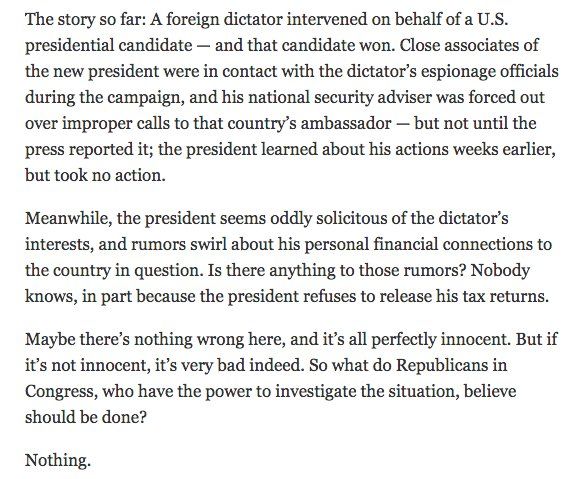 The story so far: A foreign dictator intervened on behalf of a U.S.
presidential candidate — and that candidate won. Close associates of
the new president were in contact with the dictator’s espionage officials
during the campaign, and his national security adviser was forced out
over improper calls to that country’s ambassador — but not until the
press reported it; the president learned about his actions weeks earlier,
but took no action.
Meanwhile, the president seems oddly solicitous of the dictator’s
interests, and rumors swirl about his personal financial connections to
the country in question. Is there anything to those rumors? Nobody
knows, in part because the president refuses to release his tax returns.
Maybe there’s nothing wrong here, and it’s all perfectly innocent. But if
it’s not innocent, it’s very bad indeed. So what do Republicans in
Congress, who have the power to investigate the situation, believe
should be done?
Nothing.